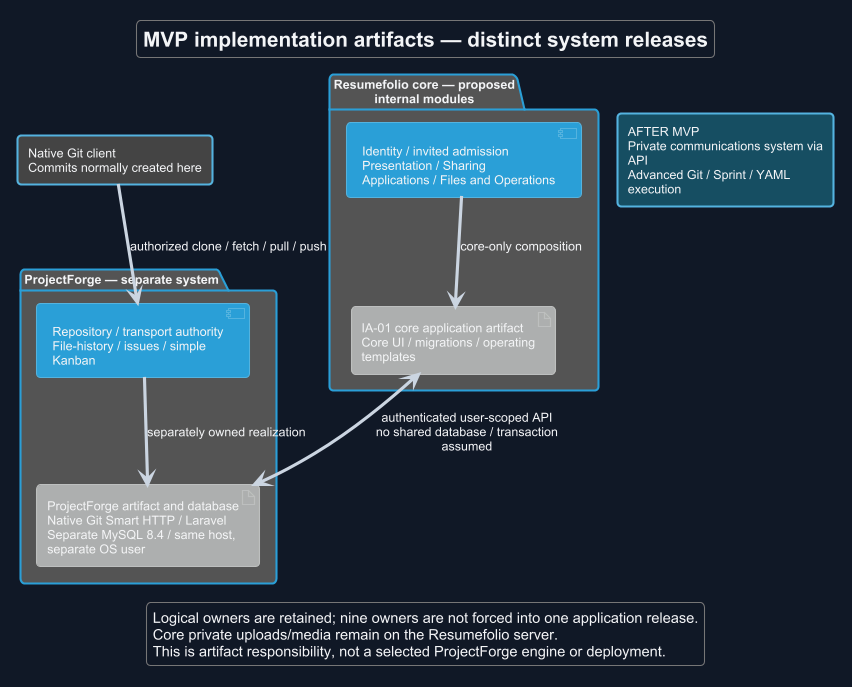 MVP implementation artifacts — distinct system releases
Resumefolio core — proposed
internal modules
Identity / invited admission
Presentation / Sharing
Applications / Files and Operations
AFTER MVP
Private communications system via
API
Advanced Git / Sprint / YAML
execution
Native Git client
Commits normally created here
authorized clone / fetch / pull / push
core-only composition
ProjectForge — separate system
Repository / transport authority
File-history / issues / simple
Kanban
IA-01 core application artifact
Core UI / migrations / operating
templates
separately owned realization
authenticated user-scoped API
no shared database / transaction
assumed
ProjectForge artifact and database
Native Git Smart HTTP / Laravel
Separate MySQL 8.4 / same host,
separate OS user
Logical owners are retained; nine owners are not forced into one application release.
Core private uploads/media remain on the Resumefolio server.
This is artifact responsibility, not a selected ProjectForge engine or deployment.